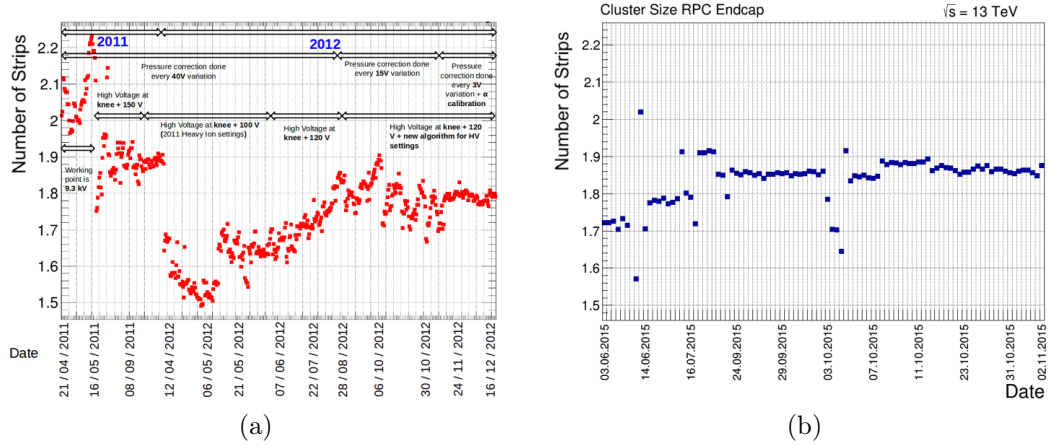 2011
2012
Pressure correction done
every 40V variation
Pressure correction done
every 15V variation
Pressure
correction done
every 3V
variation + α
calibration
High Voltage at
knee + 150 V
High Voltage at knee + 100 V
(2011 Heavy Ion settings)
High Voltage at
knee + 120 V
High Voltage at knee + 120
V + new algorithm for HV
settings
Working
point is
9.3 kV
Number of Strips
2.2
2.1
2
1.9
1.8
1.7
1.6
1.5
Date
21 / 04 / 2011
16 / 05 / 2011
08 / 09 / 2011
12 / 04 / 2012
06 / 05 / 2012
21 / 05 / 2012
07 / 06 / 2012
22 / 07 / 2012
28 / 08 / 2012
06 / 10 / 2012
30 / 10 / 2012
24 / 11 / 2012
16 / 12 / 2012
(a)
Cluster Size RPC Endcap
√s = 13 TeV
Number of Strips
2.2
2.1
2
1.9
1.8
1.7
1.6
1.5
03.06.2015
14.06.2015
16.07.2015
24.09.2015
30.09.2015
03.10.2015
07.10.2015
23.10.2015
31.10.2015
02.11.2015
Date
(b)